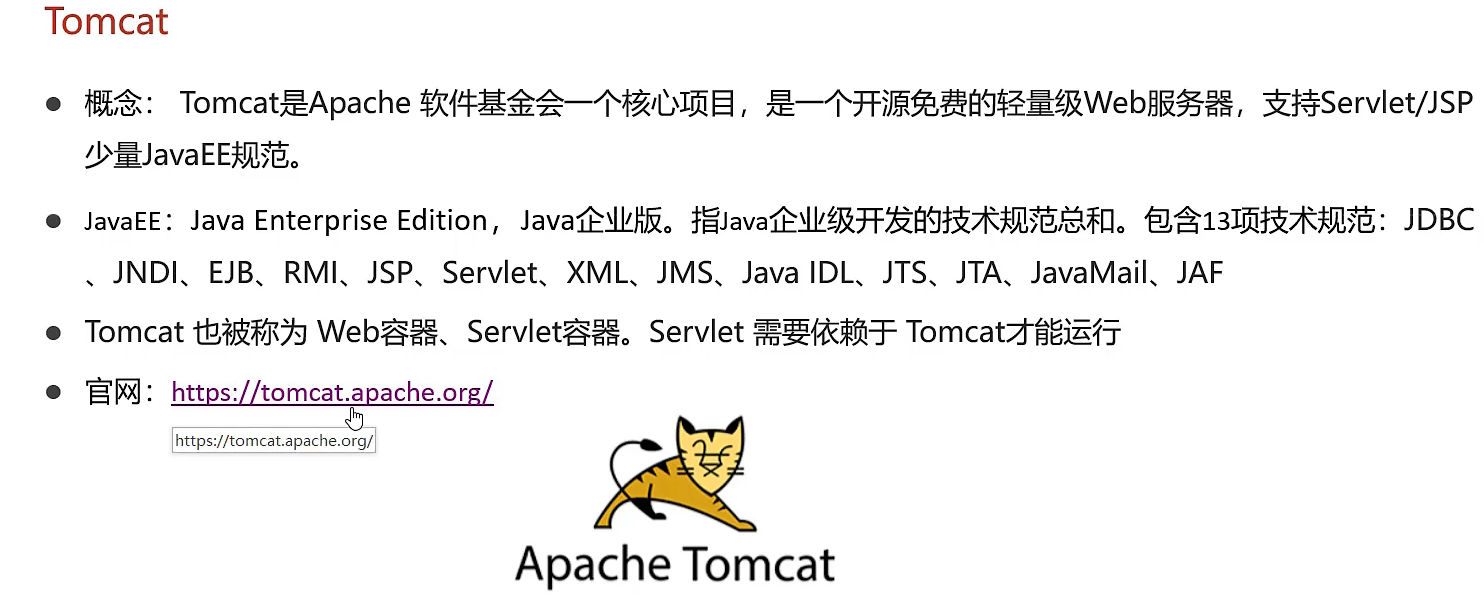 Tomcat
● 概念： Tomcat是Apache 软件基金会一个核心项目，是一个开源免费的轻量级Web服务器，支持Servlet/JSP
少量JavaEE规范。
● JavaEE：Java Enterprise Edition，Java企业版。指Java企业级开发的技术规范总和。包含13项技术规范：JDBC
、JNDI、EJB、RMI、JSP、Servlet、XML、JMS、Java IDL、JTS、JTA、JavaMail、JAF
● Tomcat 也被称为 Web容器、Servlet容器。Servlet 需要依赖于 Tomcat才能运行
● 官网：https://tomcat.apache.org/
https://tomcat.apache.org/
Apache Tomcat